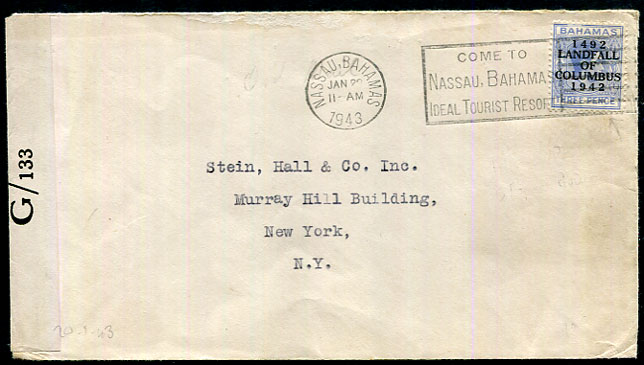 G/133
NASSAU, BAHAMAS
JAN 29
11-AM
1943
COME TO
NASSAU, BAHAMAS
IDEAL TOURIST RESORT
BAHAMAS
1492
LANDFALL
OF
COLUMBUS
1942
THREE PENCE
Stein, Hall & Co. Inc.
Murray Hill Building,
New York,
N.Y.